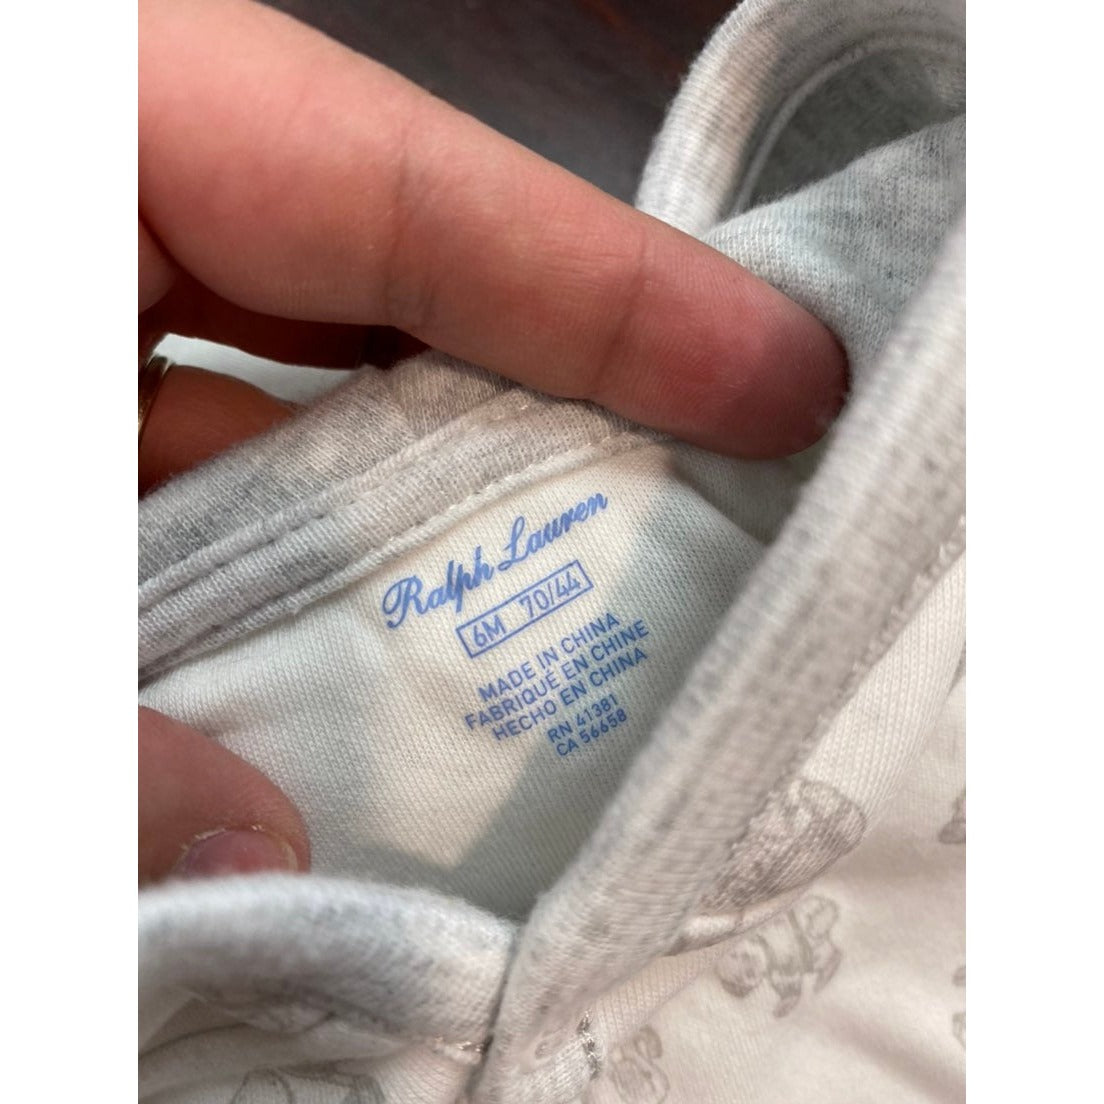 Ralph Lauren
6M 70/44
MADE IN CHINA
FABRIQUÉ EN CHINE
HECHO EN CHINA
RN 41381
CA 56658